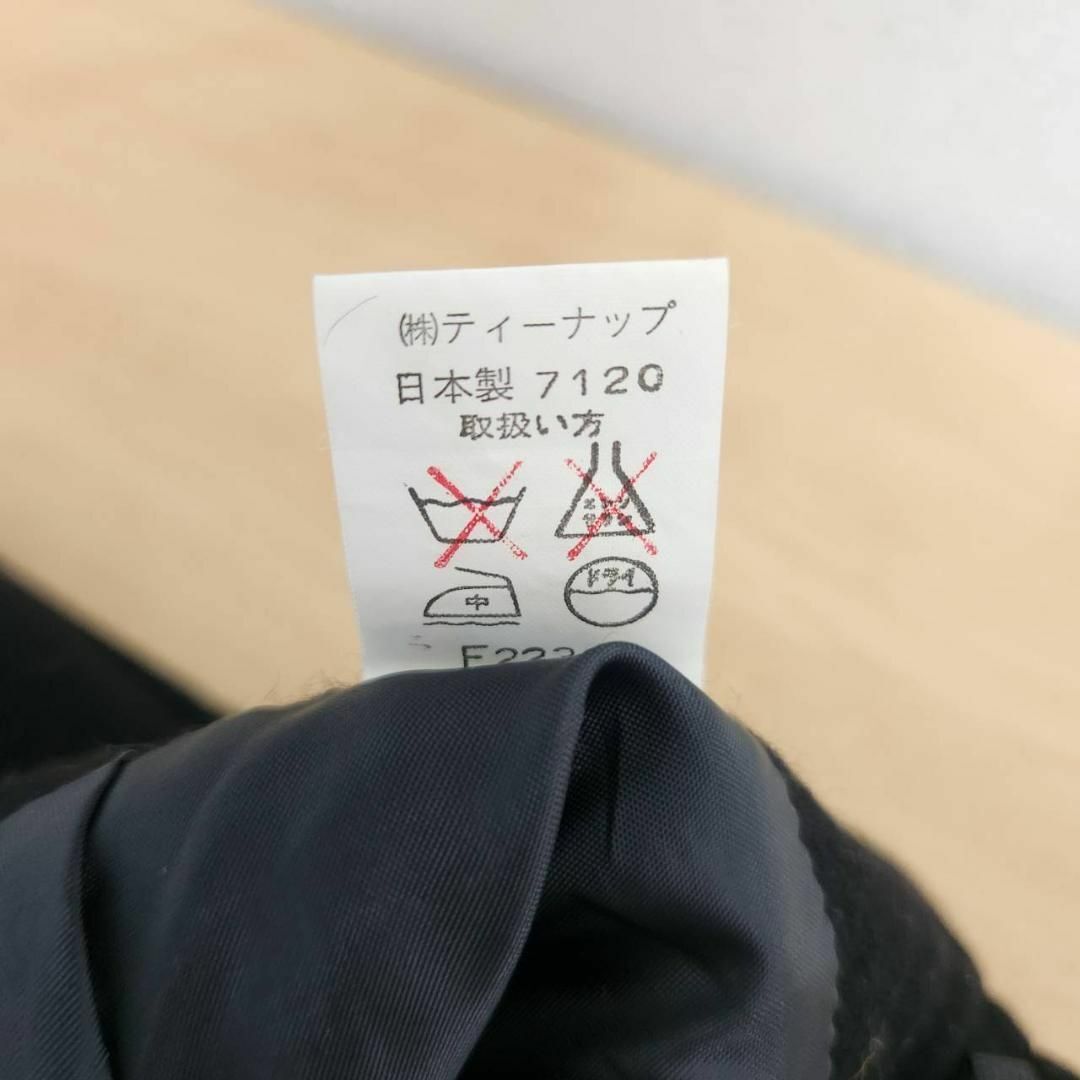 (株)ティーナップ
日本製 7120
取扱い方
中 ドライ